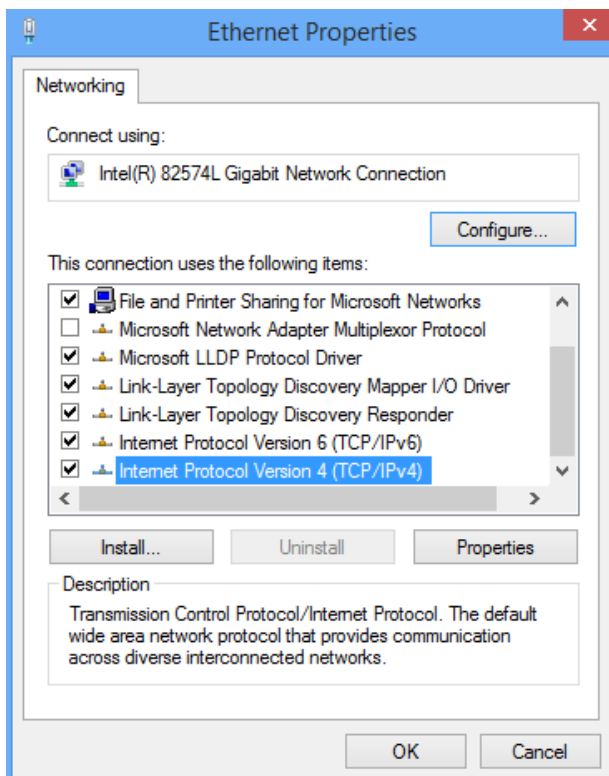 Ethernet Properties
Networking
Connect using:
Intel(R) 82574L Gigabit Network Connection
Configure...
This connection uses the following items:
File and Printer Sharing for Microsoft Networks
Microsoft Network Adapter Multiplexor Protocol
Microsoft LLDP Protocol Driver
Link-Layer Topology Discovery Mapper I/O Driver
Link-Layer Topology Discovery Responder
Internet Protocol Version 6 (TCP/IPv6)
Internet Protocol Version 4 (TCP/IPv4)
Install... Uninstall Properties
Description
Transmission Control Protocol/Internet Protocol. The default
wide area network protocol that provides communication
across diverse interconnected networks.
OK Cancel